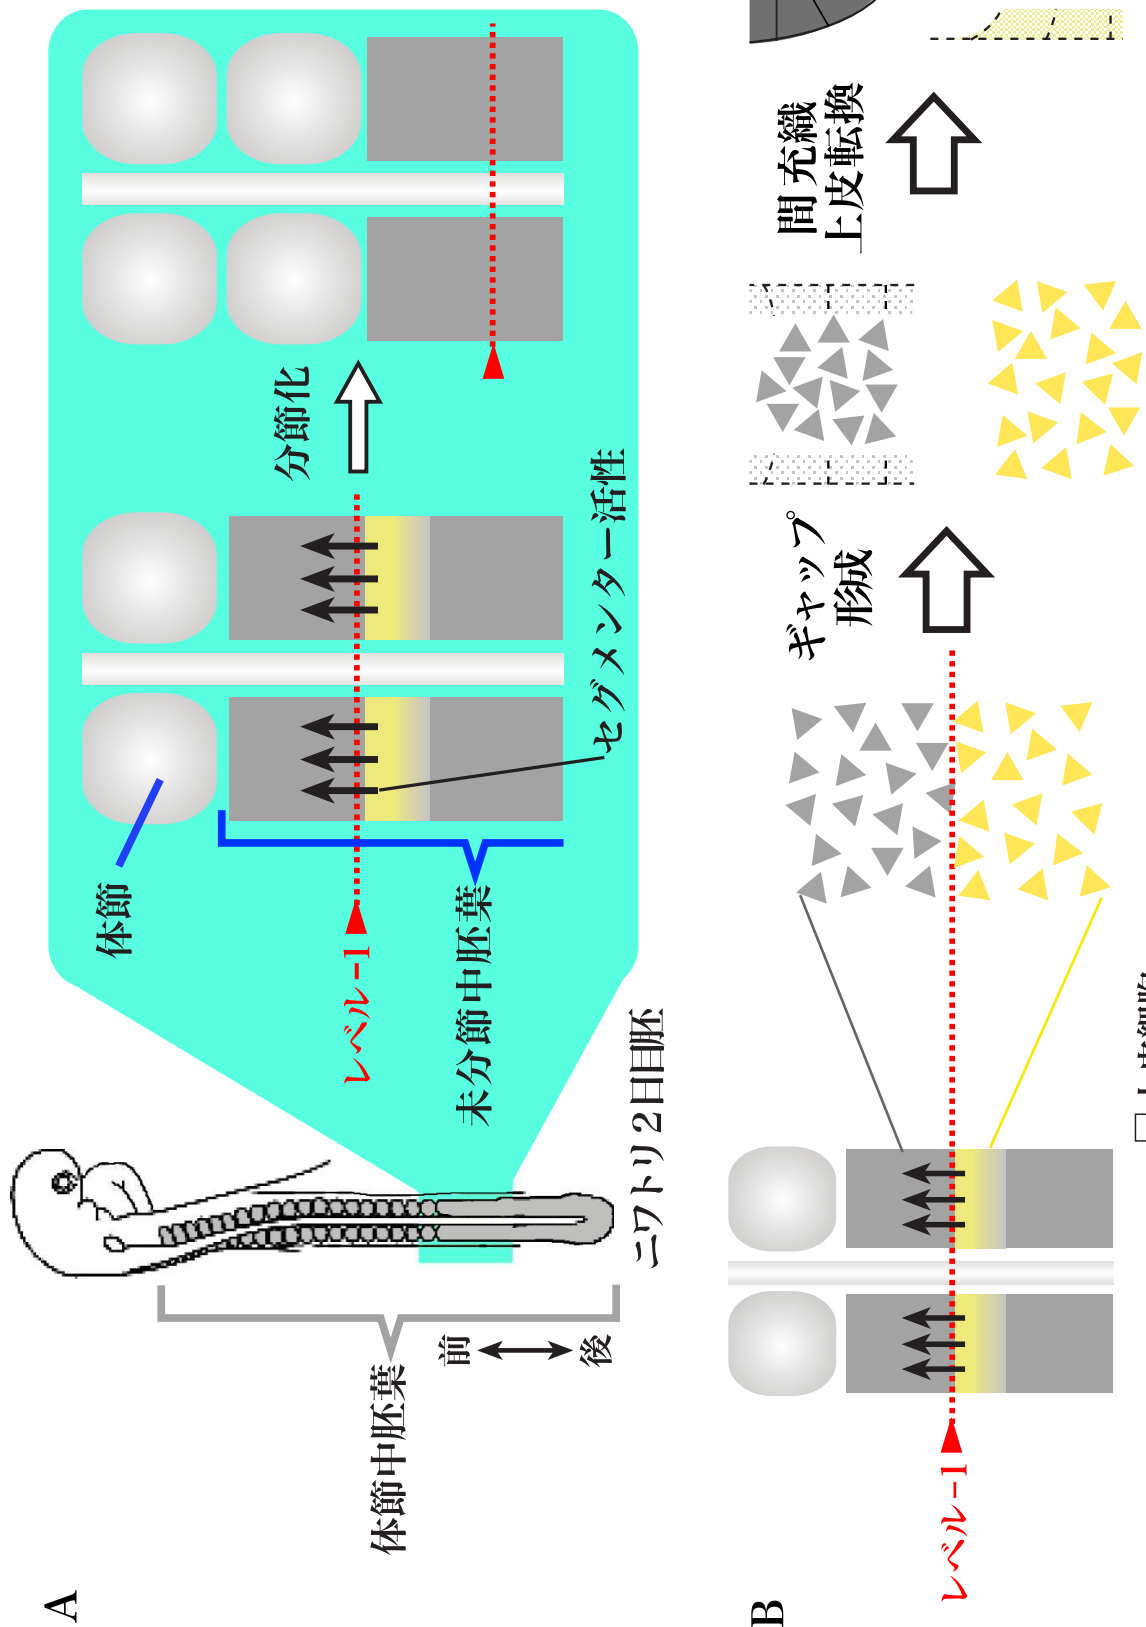 A
体節中胚葉
前
後
ニワトリ２日目胚
体節
レベル-1
未分節中胚葉
セグメンター活性
分節化
B
レベル-1
ギャップ
形成
間充織
上皮転換